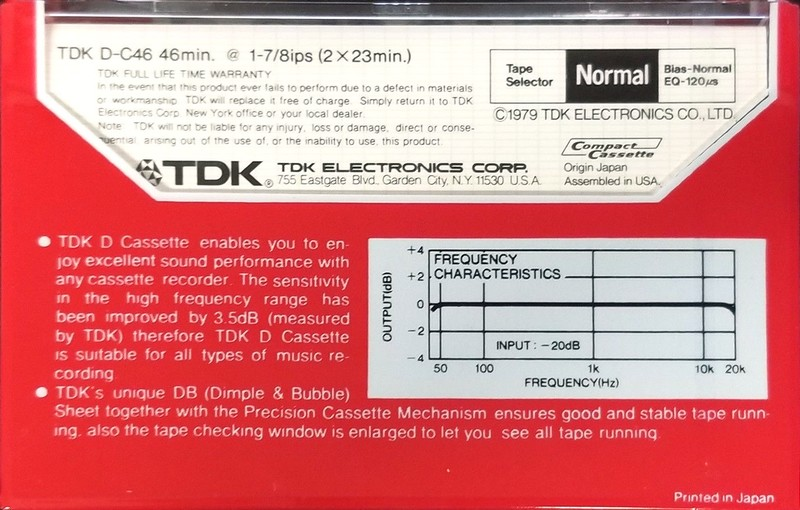 TDK D-C46 46min. @ 1-7/8ips (2×23min.)
TDK FULL LIFE TIME WARRANTY
In the event that this product ever fails to perform due to a defect in materials
or workmanship, TDK will replace it free of charge. Simply return it to TDK
Electronics Corp. New York office or your local dealer.
Note: TDK will not be liable for any injury, loss or damage, direct or conse-
quential, arising out of the use of, or the inability to use, this product.
TDK® TDK ELECTRONICS CORP.
755 Eastgate Blvd., Garden City, N.Y. 11530 U.S.A.
Tape
Selector
Normal
Bias-Normal
EQ-120µs
©1979 TDK ELECTRONICS CO., LTD.
Compact
Cassette
Origin Japan
Assembled in USA
● TDK D Cassette enables you to en-
joy excellent sound performance with
any cassette recorder. The sensitivity
in the high frequency range has
been improved by 3.5dB (measured
by TDK) therefore TDK D Cassette
is suitable for all types of music re-
cording.
● TDK's unique DB (Dimple & Bubble)
Sheet together with the Precision Cassette Mechanism ensures good and stable tape runn-
ing, also the tape checking window is enlarged to let you see all tape running.
FREQUENCY
CHARACTERISTICS
OUTPUT(dB)
+4
+2
0
-2
-4
INPUT : -20dB
50 100 1k 10k 20k
FREQUENCY(Hz)
Printed in Japan